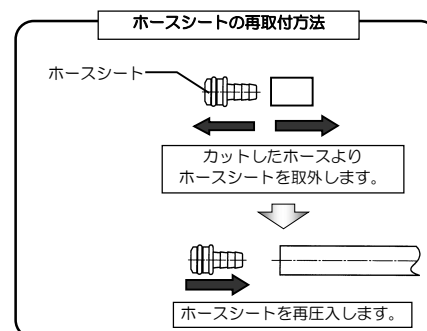 ホースシートの再取付方法
ホースシート
カットしたホースより
ホースシートを取外します。
ホースシートを再圧入します。